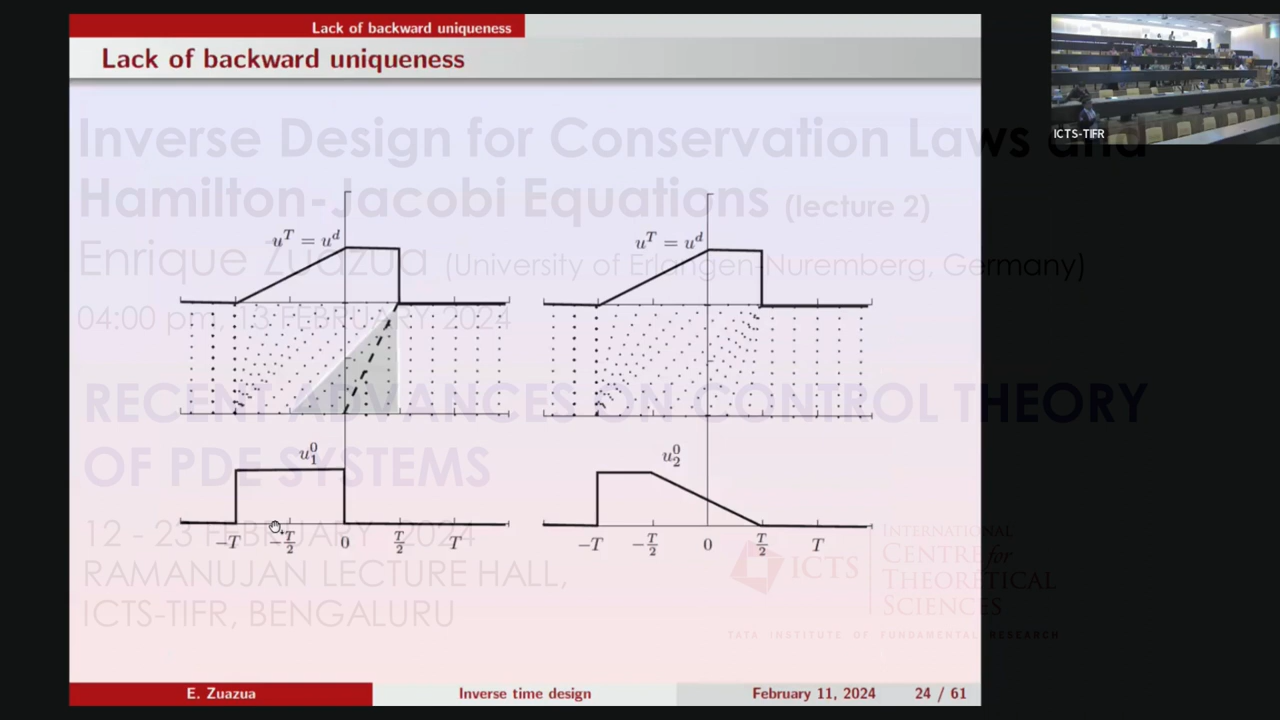 Lack of backward uniqueness
Lack of backward uniqueness
ICTS-TIFR
Inverse Design for Conservation Laws and
Hamilton-Jacobi Equations (lecture 2)
Enrique Zuazua (University of Erlangen-Nuremberg, Germany)
04:00 pm, 13 FEBRUARY 2024
u^T = u^d
u^T = u^d
RECENT ADVANCES ON CONTROL THEORY
OF PDE SYSTEMS
u_1^0
u_2^0
12 - 23 FEBRUARY 2024
RAMANUJAN LECTURE HALL,
ICTS-TIFR, BENGALURU
-T -T/2 0 T/2 T
-T -T/2 0 T/2 T
ICTS
INTERNATIONAL
CENTRE for
THEORETICAL
SCIENCES
TATA INSTITUTE OF FUNDAMENTAL RESEARCH
E. Zuazua Inverse time design February 11, 2024 24 / 61